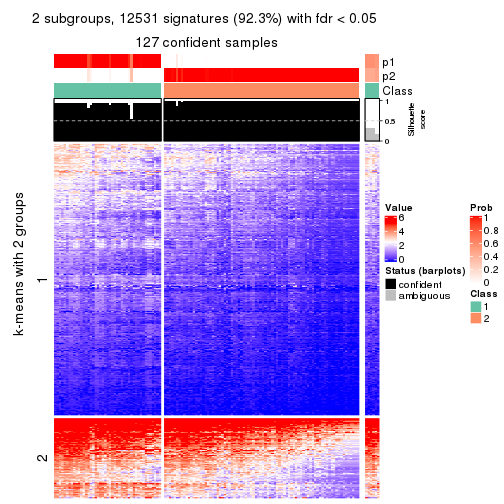 2 subgroups, 12531 signatures (92.3%) with fdr < 0.05
127 confident samples
p1
p2
Class
1
0.5
0
Silhouette
score
k-means with 2 groups
1
2
Value
6
4
2
0
Status (barplots)
confident
ambiguous
Prob
1
0.8
0.6
0.4
0.2
0
Class
1
2